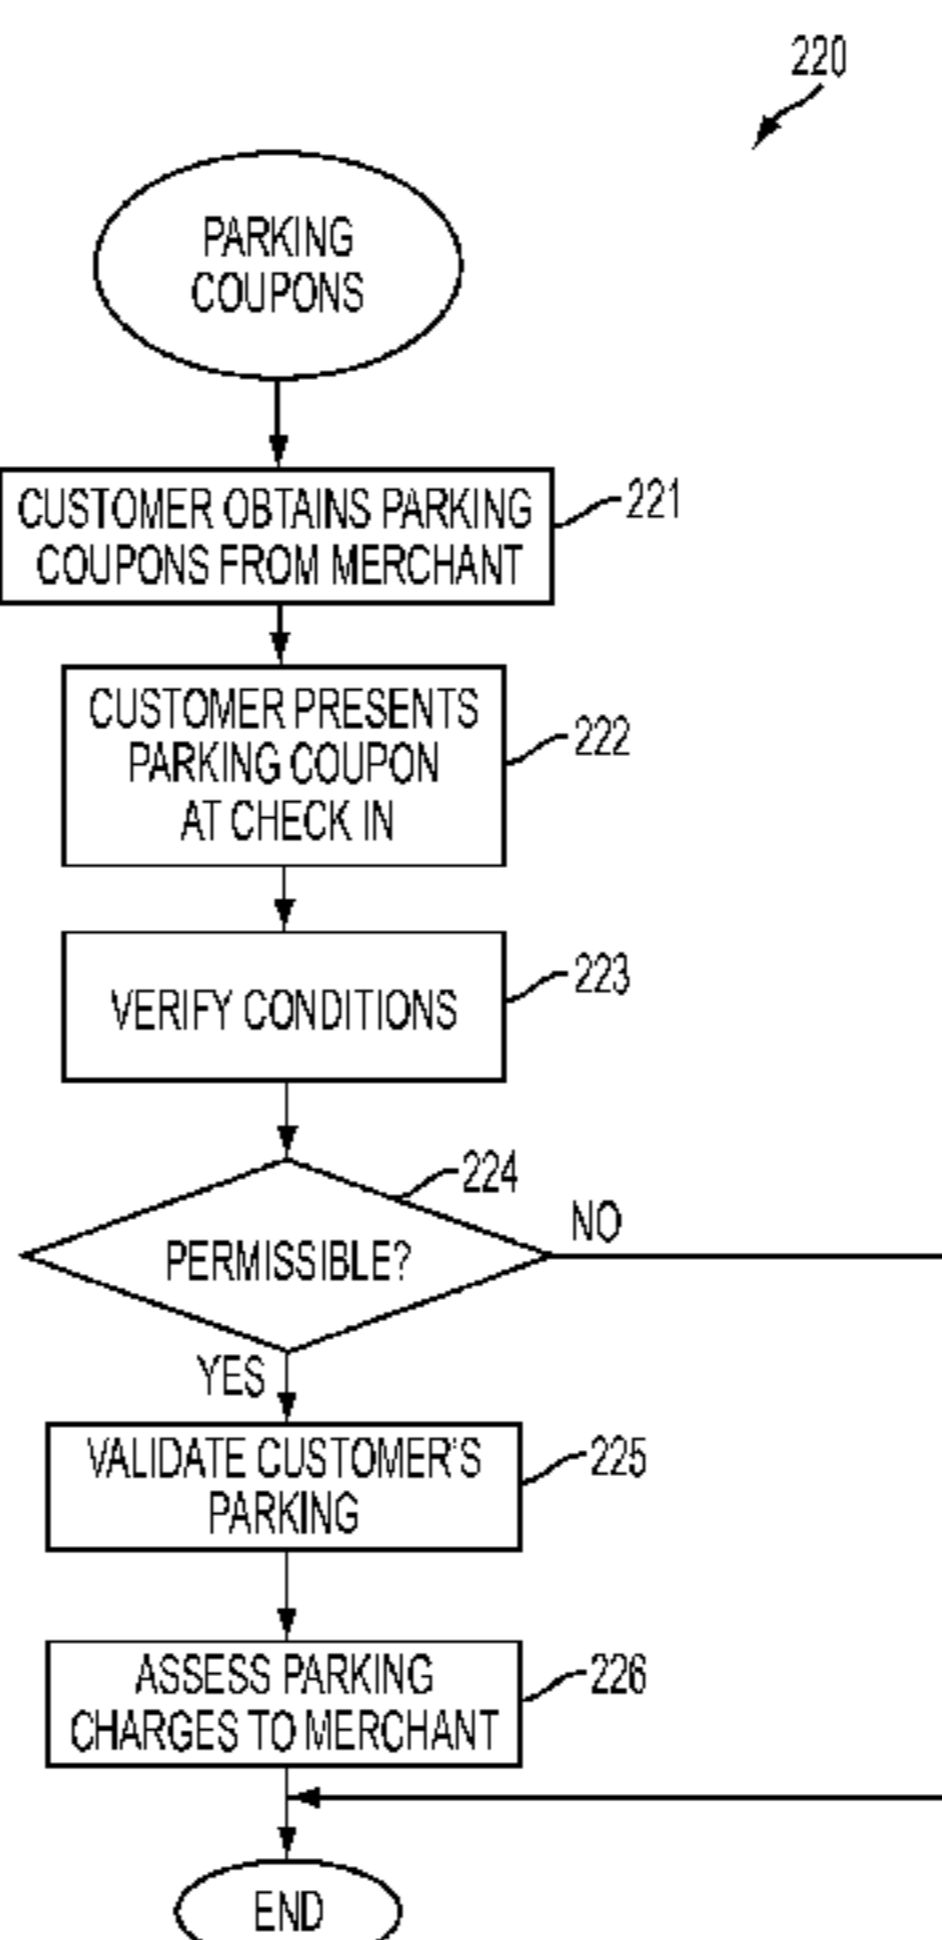 220
PARKING
COUPONS
CUSTOMER OBTAINS PARKING
COUPONS FROM MERCHANT
221
CUSTOMER PRESENTS
PARKING COUPON
AT CHECK IN
222
VERIFY CONDITIONS
223
224
PERMISSIBLE?
NO
YES
VALIDATE CUSTOMER'S
PARKING
225
ASSESS PARKING
CHARGES TO MERCHANT
226
END